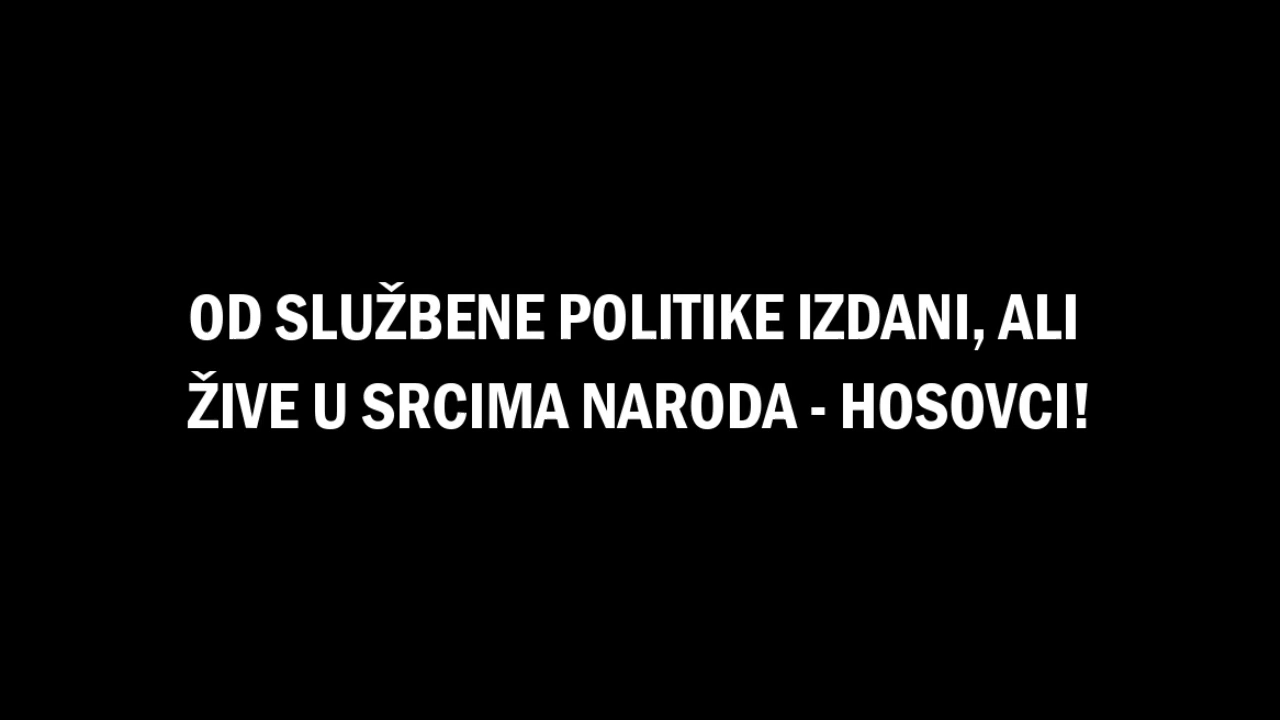 OD SLUŽBENE POLITIKE IZDANI, ALI
ŽIVE U SRCIMA NARODA - HOSOVCI!